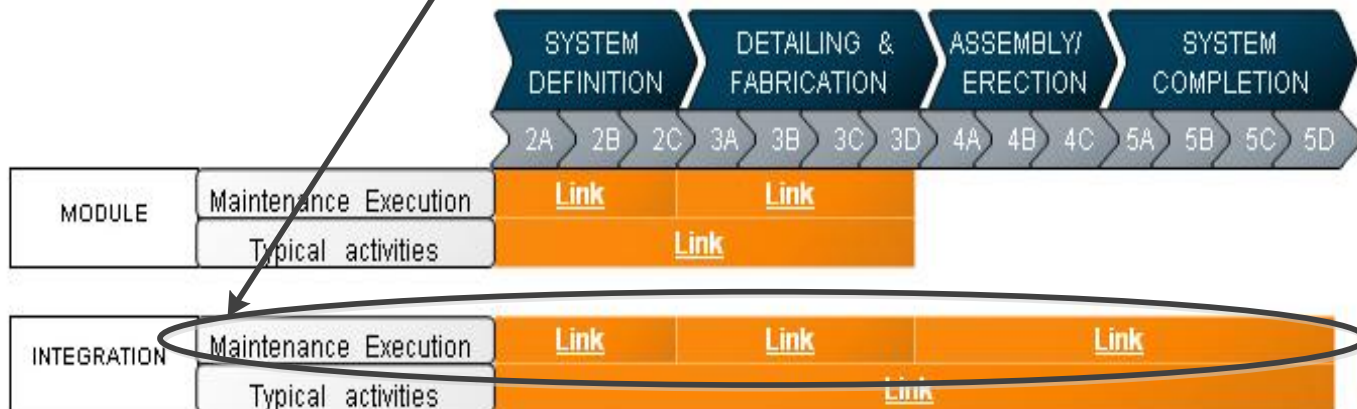 SYSTEM DEFINITION
DETAILING & FABRICATION
ASSEMBLY/ ERECTION
SYSTEM COMPLETION
2A 2B 2C 3A 3B 3C 3D 4A 4B 4C 5A 5B 5C 5D
MODULE
Maintenance Execution Link Link
Typical activities Link
INTEGRATION
Maintenance Execution Link Link Link
Typical activities Link